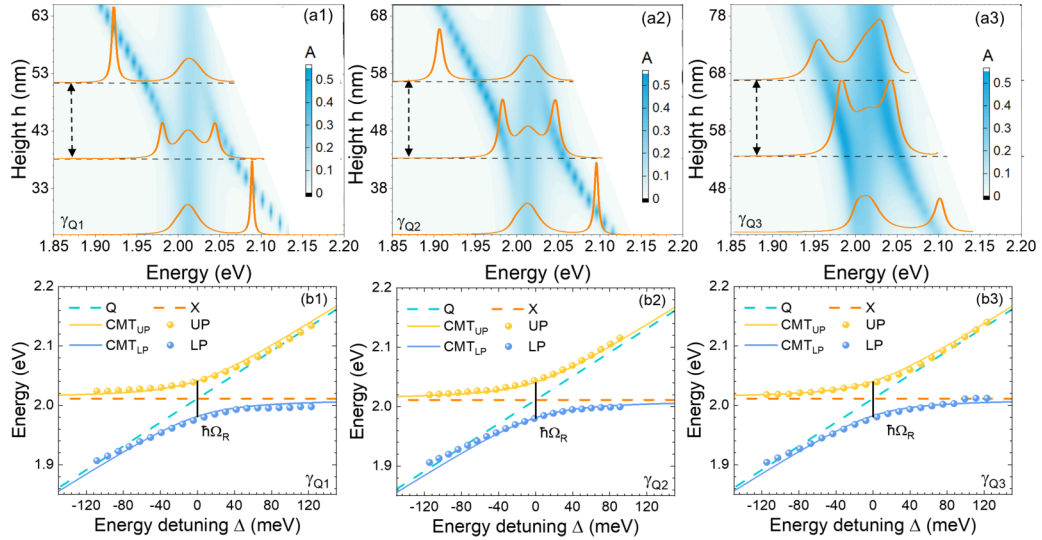 (a1)
Height h (nm)
63
53
43
33
A
0.5
0.4
0.3
0.2
0.1
0
γQ1
1.85 1.90 1.95 2.00 2.05 2.10 2.15 2.20
Energy (eV)
(a2)
Height h (nm)
68
58
48
38
A
0.5
0.4
0.3
0.2
0.1
0
γQ2
1.85 1.90 1.95 2.00 2.05 2.10 2.15 2.20
Energy (eV)
(a3)
Height h (nm)
78
68
58
48
A
0.5
0.4
0.3
0.2
0.1
0
γQ3
1.85 1.90 1.95 2.00 2.05 2.10 2.15 2.20
Energy (eV)
(b1)
Energy (eV)
2.2
2.1
2.0
1.9
Q X
CMTUP UP
CMTLP LP
ħΩR
γQ1
-120 -80 -40 0 40 80 120
Energy detuning Δ (meV)
(b2)
Energy (eV)
2.2
2.1
2.0
1.9
Q X
CMTUP UP
CMTLP LP
ħΩR
γQ2
-120 -80 -40 0 40 80 120
Energy detuning Δ (meV)
(b3)
Energy (eV)
2.2
2.1
2.0
1.9
Q X
CMTUP UP
CMTLP LP
ħΩR
γQ3
-120 -80 -40 0 40 80 120
Energy detuning Δ (meV)